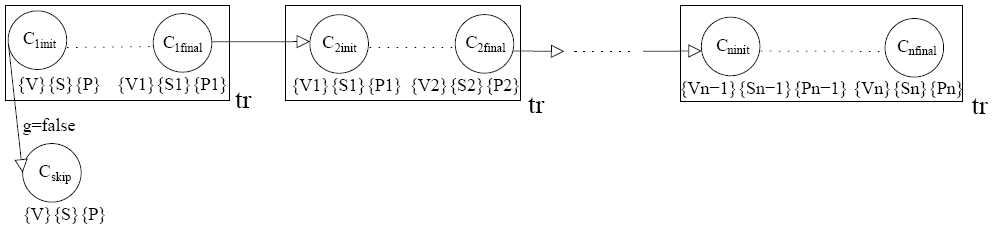 C1init ........... C1final C2init ........... C2final ....... Cninit ................ Cnfinal
{V}{S}{P} {V1}{S1}{P1} {V1}{S1}{P1} {V2}{S2}{P2} {Vn−1}{Sn−1}{Pn−1} {Vn}{Sn}{Pn}
tr tr tr
g=false
Cskip
{V}{S}{P}